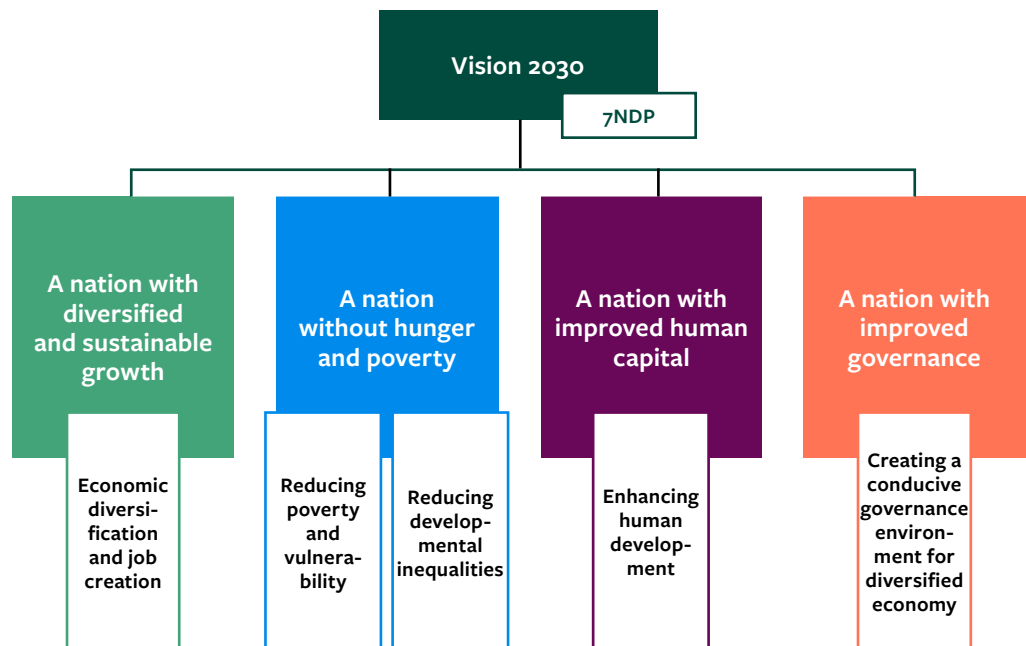 Vision 2030
7NDP
A nation with
diversified
and sustainable
growth
A nation
without hunger
and poverty
A nation with
improved human
capital
A nation with
improved
governance
Economic
diversi-
fication
and job
creation
Reducing
poverty
and
vulnera-
bility
Reducing
develop-
mental
inequalities
Enhancing
human
develop-
ment
Creating a
conducive
governance
environ-
ment for
diversified
economy